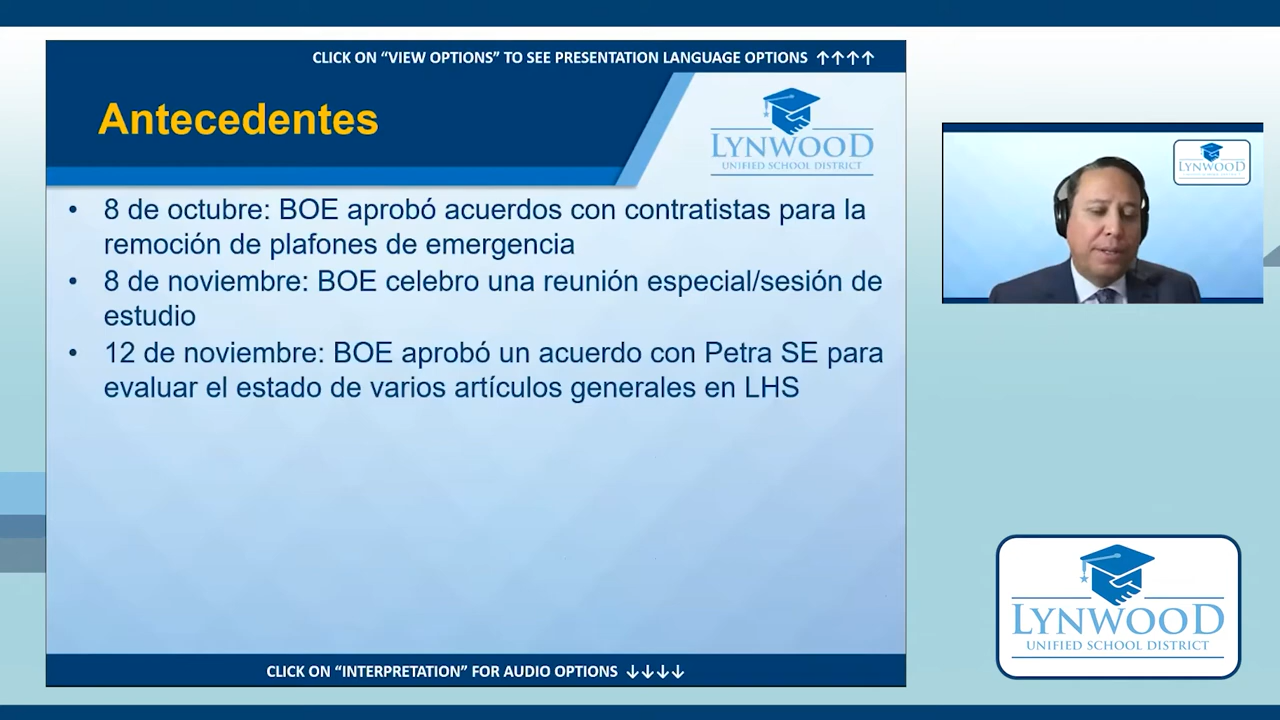 CLICK ON “VIEW OPTIONS” TO SEE PRESENTATION LANGUAGE OPTIONS ↑↑↑↑
Antecedentes
LYNWOOD
UNIFIED SCHOOL DISTRICT
• 8 de octubre: BOE aprobó acuerdos con contratistas para la
remoción de plafones de emergencia
• 8 de noviembre: BOE celebro una reunión especial/sesión de
estudio
• 12 de noviembre: BOE aprobó un acuerdo con Petra SE para
evaluar el estado de varios artículos generales en LHS
CLICK ON “INTERPRETATION” FOR AUDIO OPTIONS ↓↓↓↓
LYNWOOD
LYNWOOD
UNIFIED SCHOOL DISTRICT